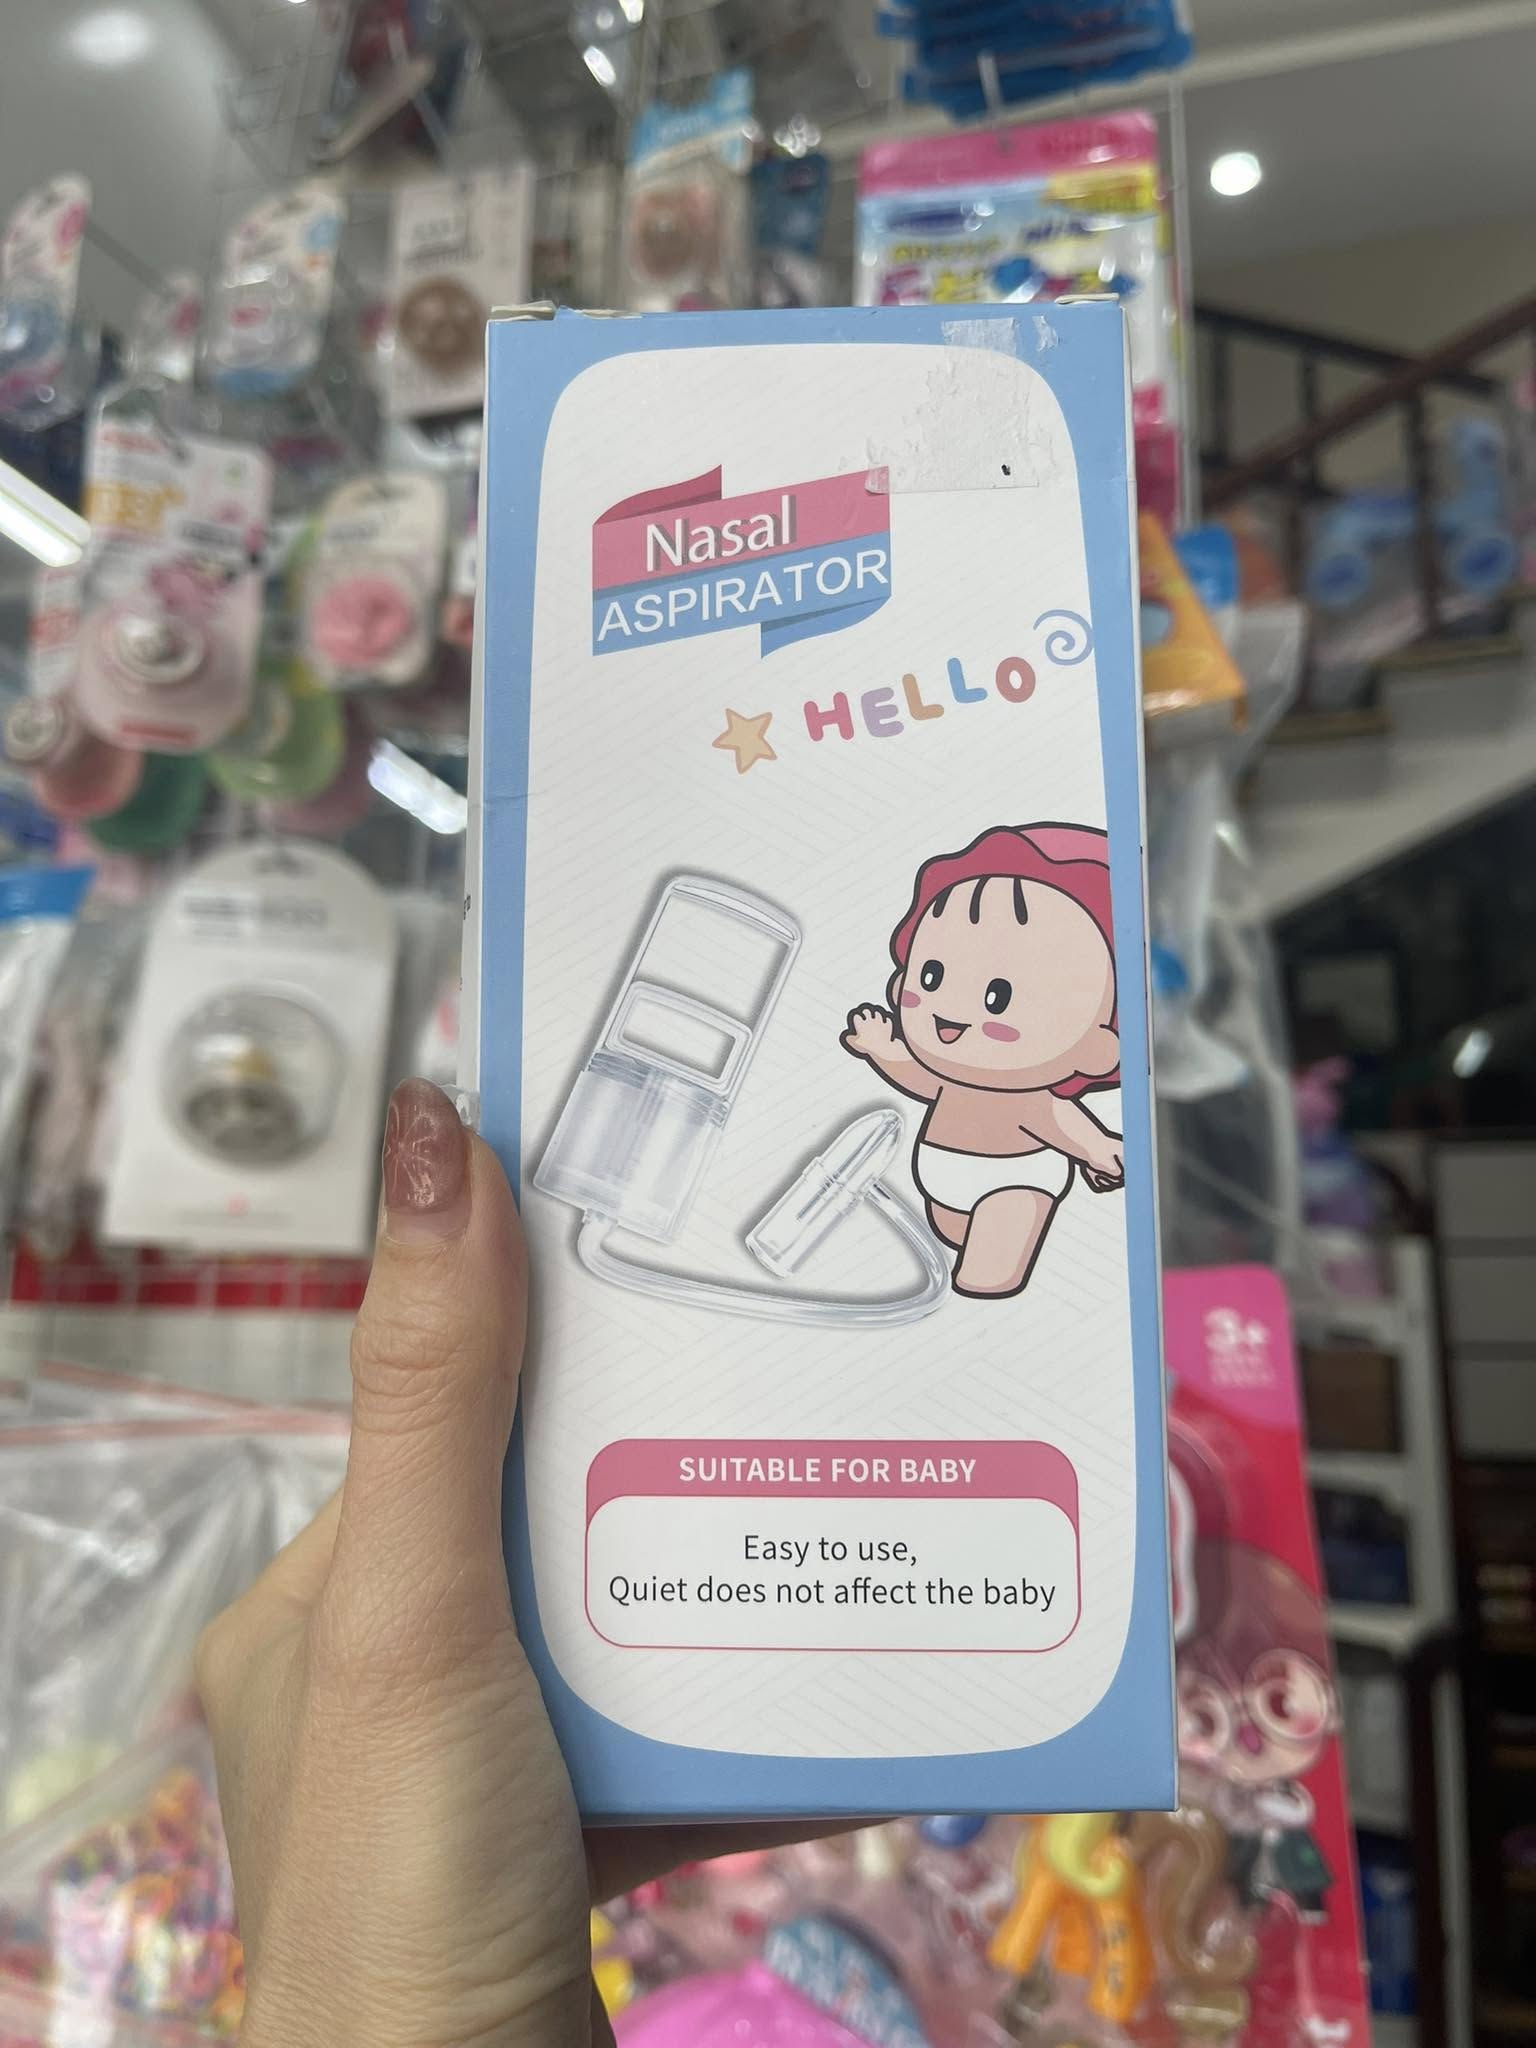 Nasal
ASPIRATOR
HELLO
SUITABLE FOR BABY
Easy to use,
Quiet does not affect the baby
3+